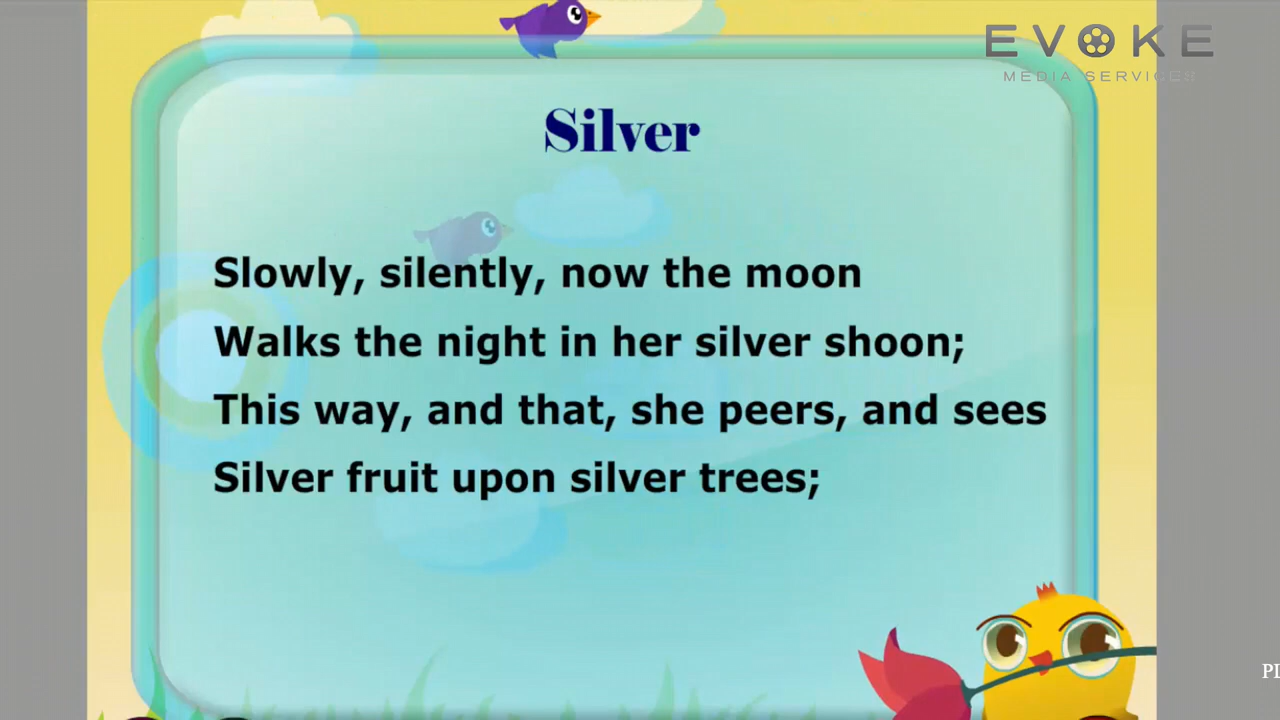 EVOKE
MEDIA SERVICES
Silver
Slowly, silently, now the moon
Walks the night in her silver shoon;
This way, and that, she peers, and sees
Silver fruit upon silver trees;